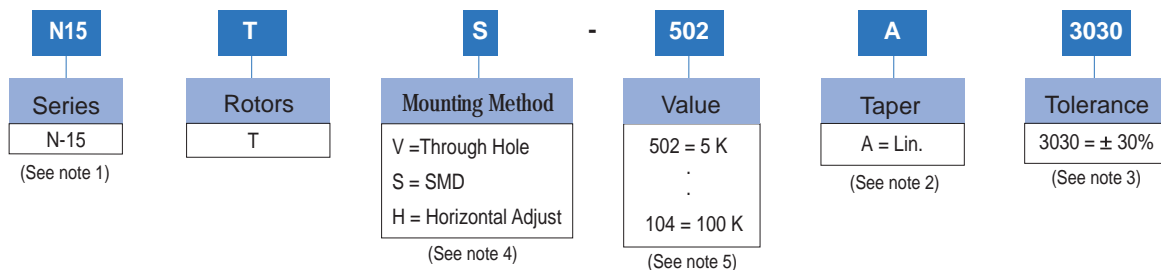 N15 T S - 502 A 3030
Series Rotors Mounting Method Value Taper Tolerance
N-15
(See note 1)
T
V =Through Hole
S = SMD
H = Horizontal Adjust
(See note 4)
502 = 5 K
.
.
104 = 100 K
(See note 5)
A = Lin.
(See note 2)
3030 = ± 30%
(See note 3)